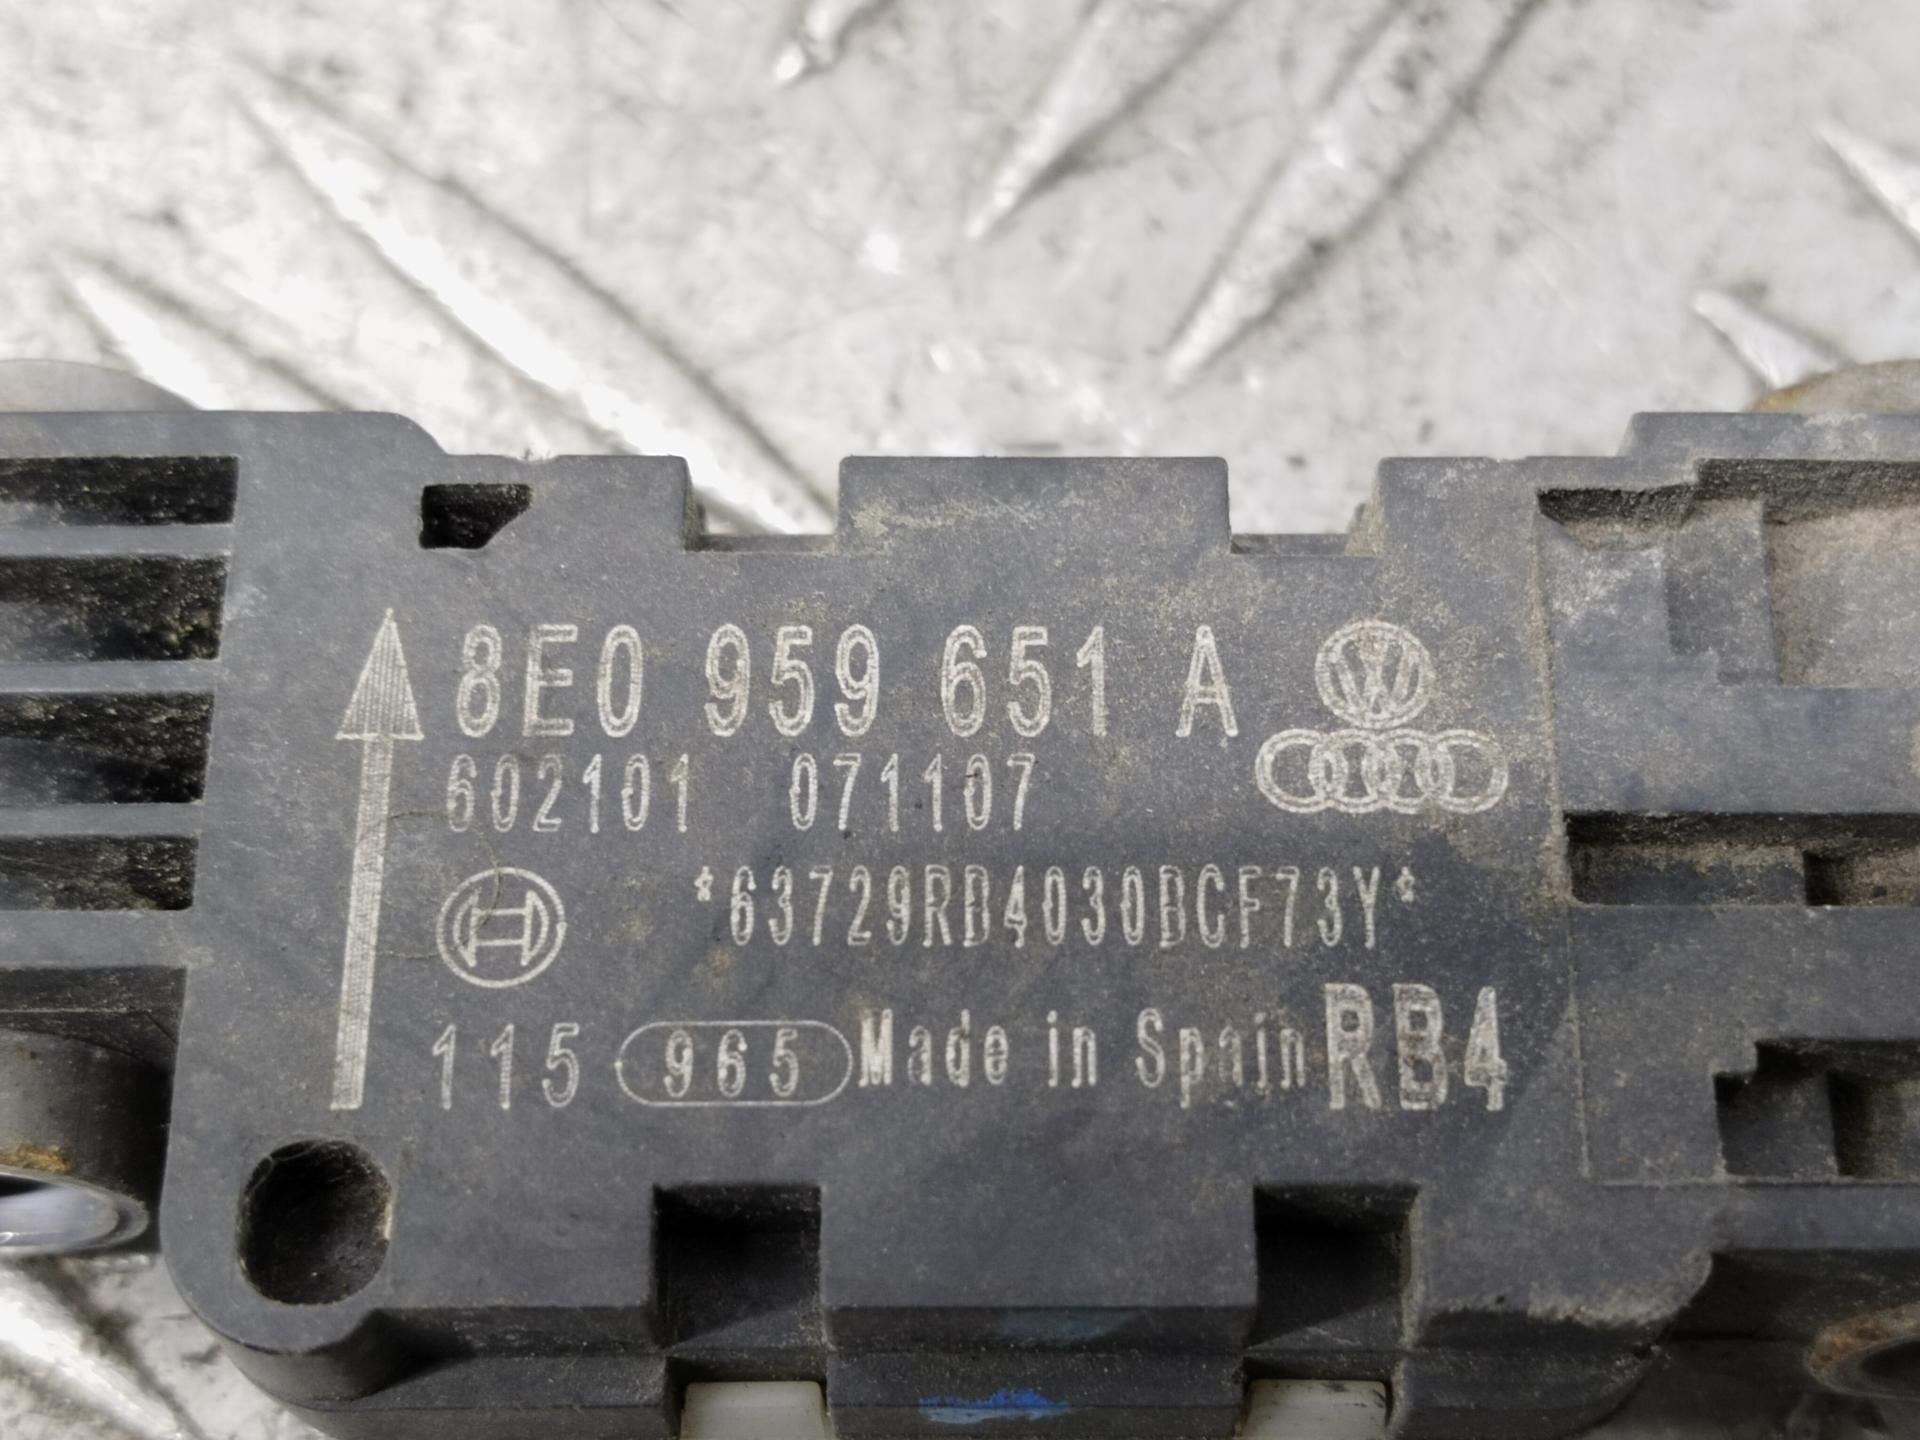 8E0 959 651 A
602101 071107
*63729RB4030BCF73Y*
115 965 Made in Spain RB4